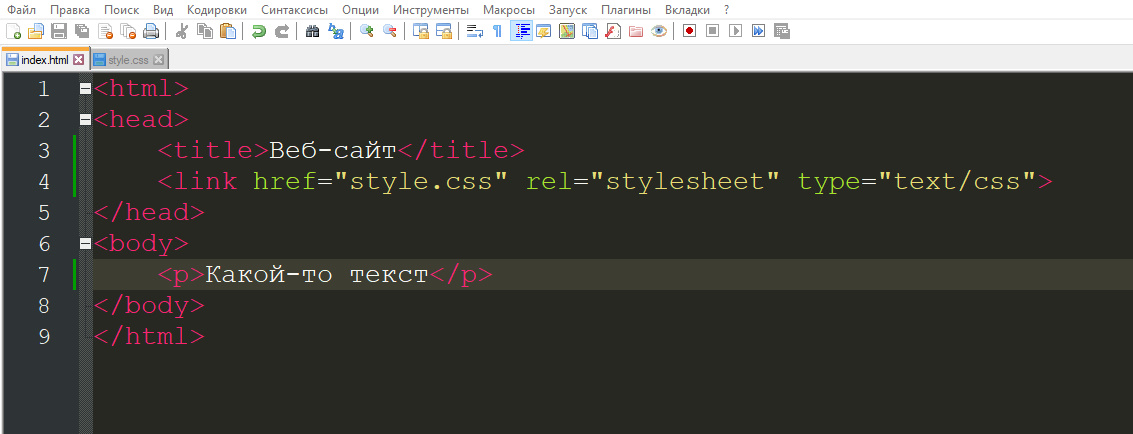 Файл Правка Поиск Вид Кодировки Синтаксисы Опции Инструменты Макросы Запуск Плагины Вкладки ?
index.html style.css
1 <html>
2 <head>
3 <title>Веб-сайт</title>
4 <link href="style.css" rel="stylesheet" type="text/css">
5 </head>
6 <body>
7 <p>Какой-то текст</p>
8 </body>
9 </html>